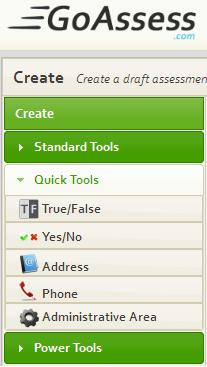 GoAssess
.com
Create Create a draft assessmen
Create
Standard Tools
Quick Tools
TF True/False
Yes/No
Address
Phone
Administrative Area
Power Tools